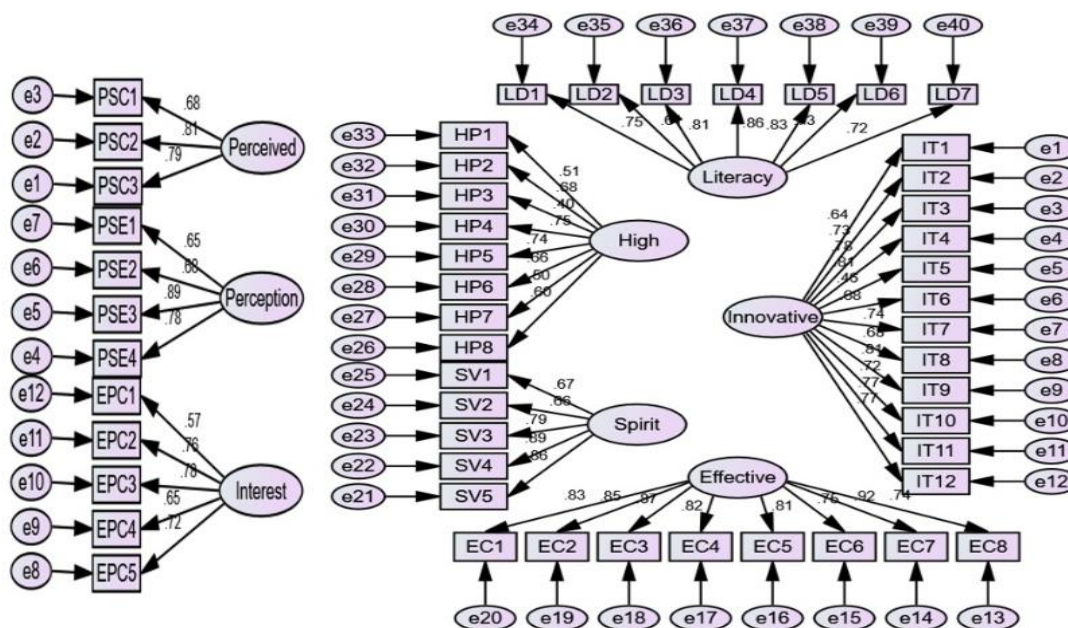 e3 PSC1 .68
e2 PSC2 .81 Perceived
e1 PSC3 .79
e7 PSE1 .65
e6 PSE2 .68 Perception
e5 PSE3 .89
e4 PSE4 .78
e12 EPC1 .57
e11 EPC2 .76
e10 EPC3 .78 Interest
e9 EPC4 .65
e8 EPC5 .72
e34 e35 e36 e37 e38 e39 e40
LD1 LD2 LD3 LD4 LD5 LD6 LD7
.75 .81 .86 .83 .72
Literacy
e33 HP1 .51
e32 HP2 .68
e31 HP3 .40
e30 HP4 .75 High
e29 HP5 .74
e28 HP6 .66
e27 HP7 .50
e26 HP8 .60
e25 SV1 .67
e24 SV2 .66
e23 SV3 .79 Spirit
e22 SV4 .89
e21 SV5 .86
IT1 e1
IT2 e2
IT3 e3
.64 IT4 e4
.73 IT5 e5
.78 IT6 e6
.81 IT7 e7
.45 IT8 e8
.68 IT9 e9
.74 IT10 e10
.68 IT11 e11
.81 IT12 e12
.72
.77
.77
Innovative
Effective
.83 .85 .87 .82 .81 .75 .92 .74
EC1 EC2 EC3 EC4 EC5 EC6 EC7 EC8
e20 e19 e18 e17 e16 e15 e14 e13